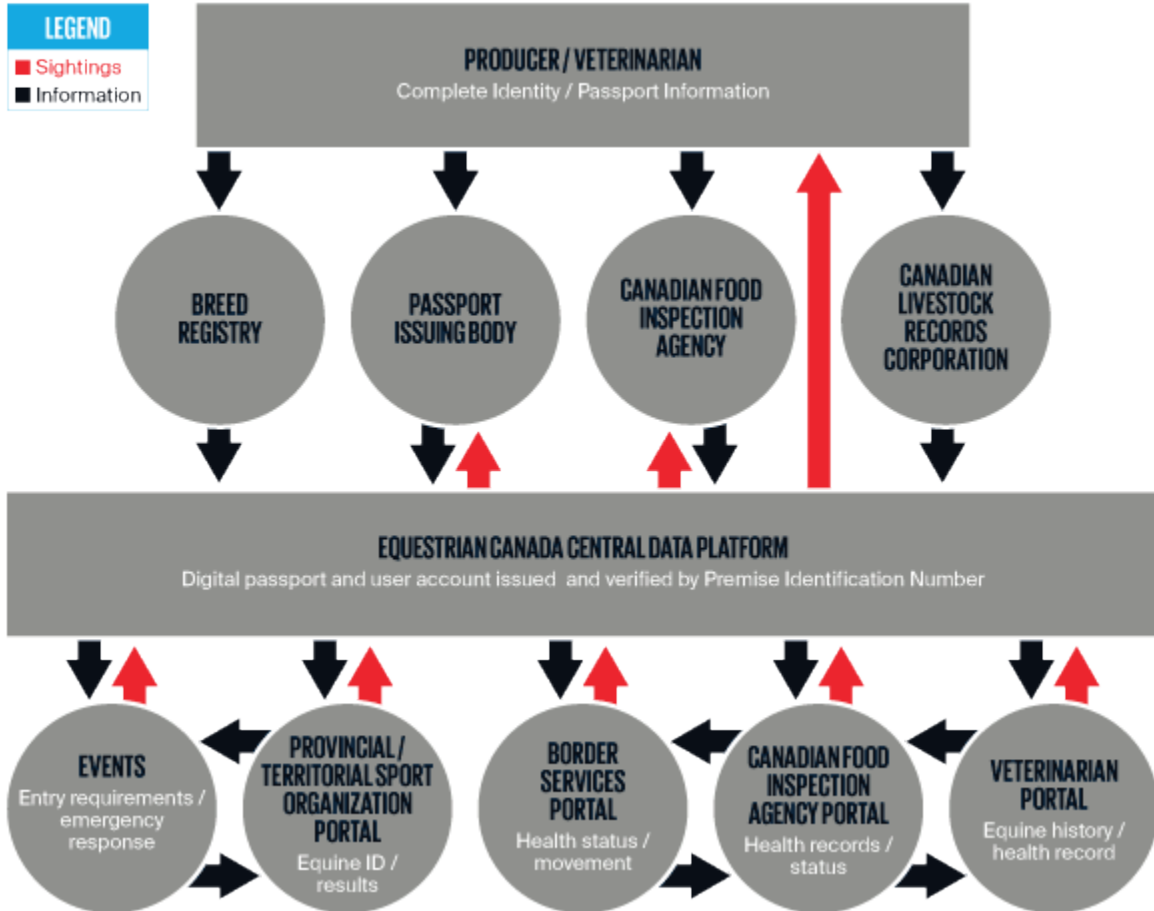 LEGEND
Sightings
Information
PRODUCER / VETERINARIAN
Complete Identity / Passport Information
BREED
REGISTRY
PASSPORT
ISSUING BODY
CANADIAN FOOD
INSPECTION
AGENCY
CANADIAN
LIVESTOCK
RECORDS
CORPORATION
EQUESTRIAN CANADA CENTRAL DATA PLATFORM
Digital passport and user account issued and verified by Premise Identification Number
EVENTS
Entry requirements /
emergency
response
PROVINCIAL /
TERRITORIAL SPORT
ORGANIZATION
PORTAL
Equine ID /
results
BORDER
SERVICES
PORTAL
Health status /
movement
CANADIAN FOOD
INSPECTION
AGENCY PORTAL
Health records /
status
VETERINARIAN
PORTAL
Equine history /
health record